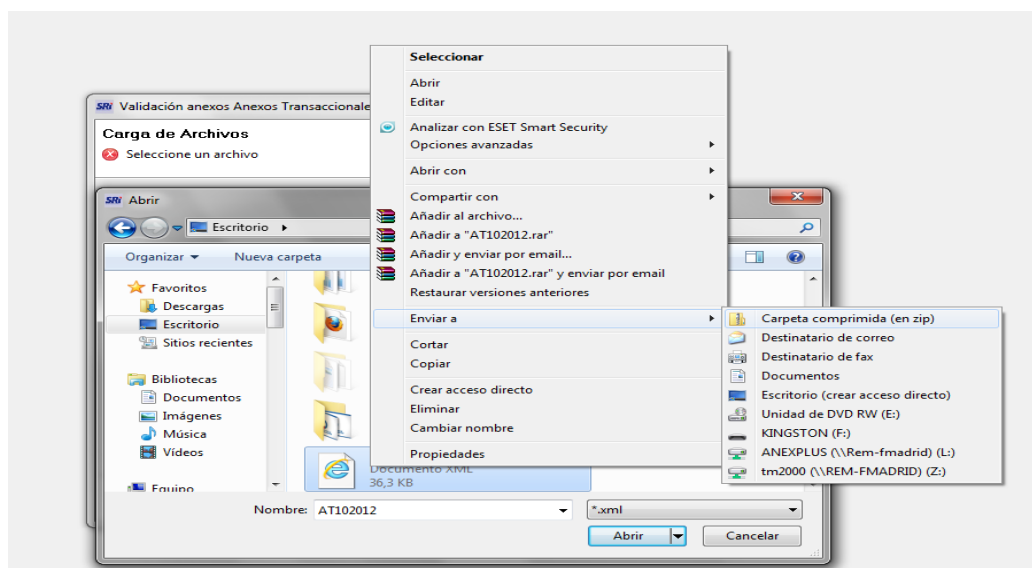 Seleccionar
Abrir
Editar
Analizar con ESET Smart Security
Opciones avanzadas
Abrir con
Compartir con
Añadir al archivo...
Añadir a "AT102012.rar"
Añadir y enviar por email...
Añadir a "AT102012.rar" y enviar por email
Restaurar versiones anteriores
Enviar a
Cortar
Copiar
Crear acceso directo
Eliminar
Cambiar nombre
Propiedades
Carpeta comprimida (en zip)
Destinatario de correo
Destinatario de fax
Documentos
Escritorio (crear acceso directo)
Unidad de DVD RW (E:)
KINGSTON (F:)
ANEXPLUS (\\Rem-fmadrid) (L:)
tm2000 (\\REM-FMADRID) (Z:)
SRi Validación anexos Anexos Transaccionale
Carga de Archivos
Seleccione un archivo
SRi Abrir
Escritorio
Organizar
Nueva carpeta
Favoritos
Descargas
Escritorio
Sitios recientes
Bibliotecas
Documentos
Imágenes
Música
Vídeos
Equipo
Documento XML
36,3 KB
Nombre: AT102012
*.xml
Abrir
Cancelar